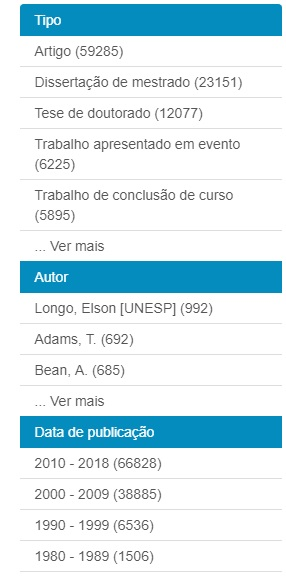 Tipo
Artigo (59285)
Dissertação de mestrado (23151)
Tese de doutorado (12077)
Trabalho apresentado em evento
(6225)
Trabalho de conclusão de curso
(5895)
... Ver mais
Autor
Longo, Elson [UNESP] (992)
Adams, T. (692)
Bean, A. (685)
... Ver mais
Data de publicação
2010 - 2018 (66828)
2000 - 2009 (38885)
1990 - 1999 (6536)
1980 - 1989 (1506)